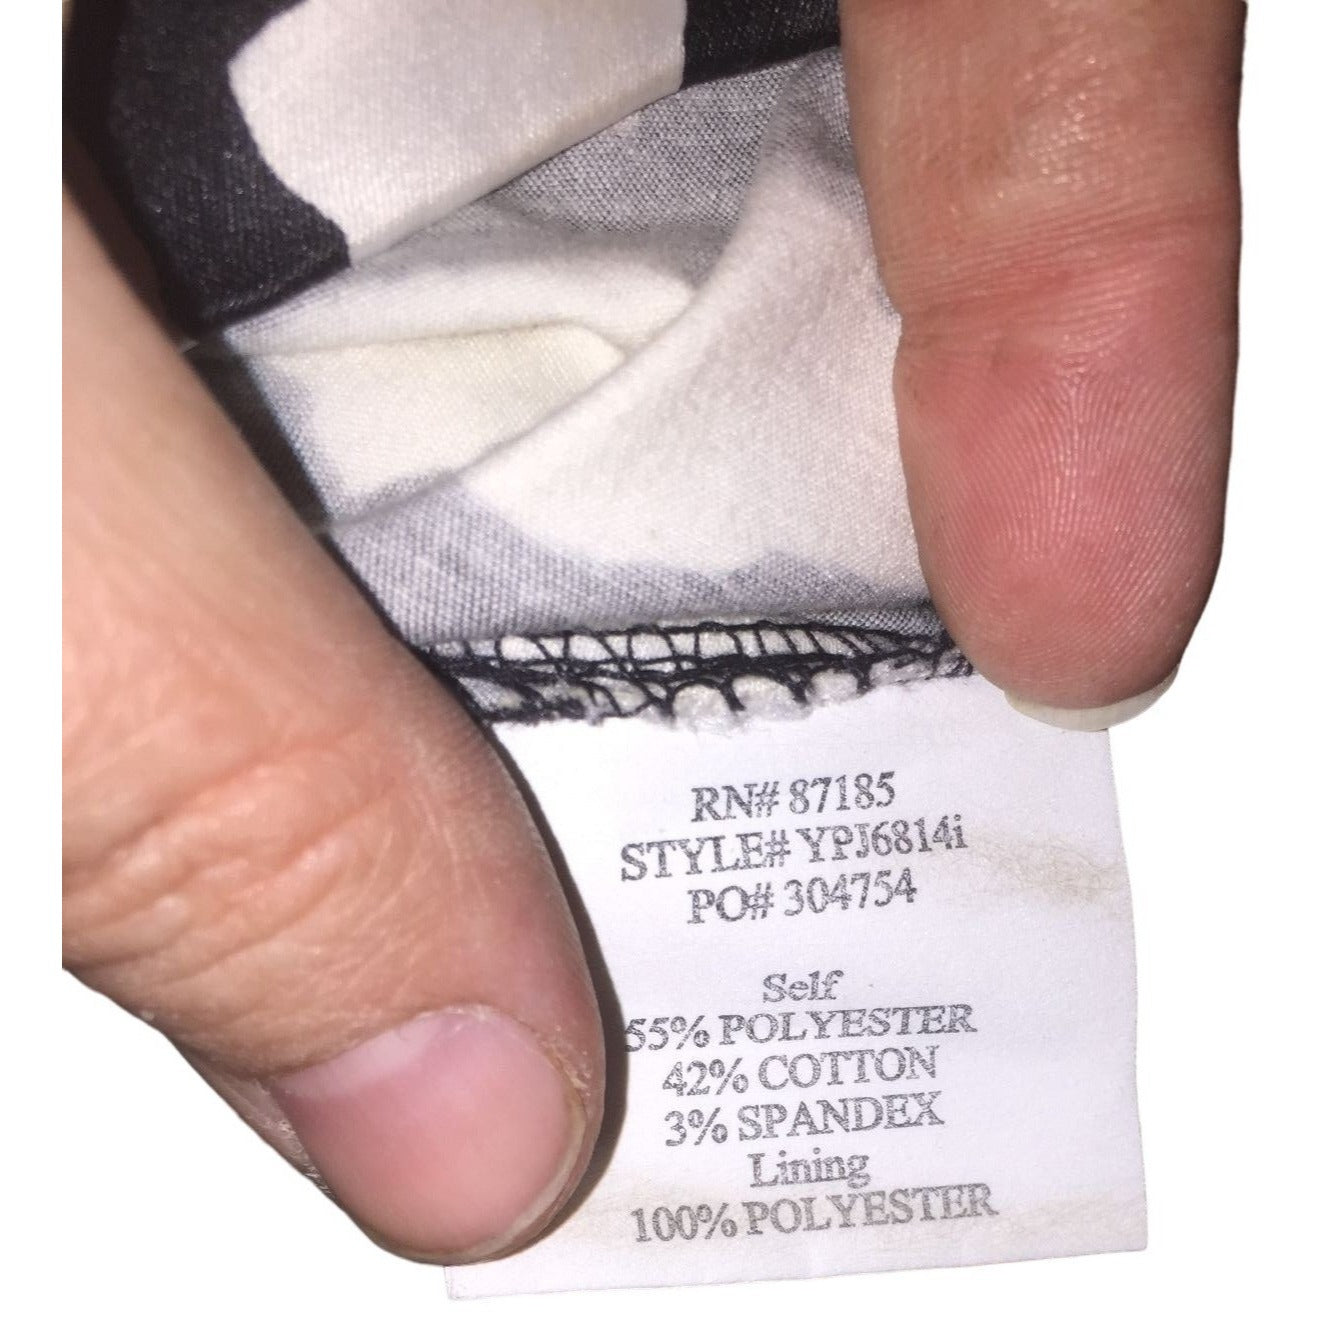 RN# 87185
STYLE# YPJ6814i
PO# 304754
Self
55% POLYESTER
42% COTTON
3% SPANDEX
Lining
100% POLYESTER